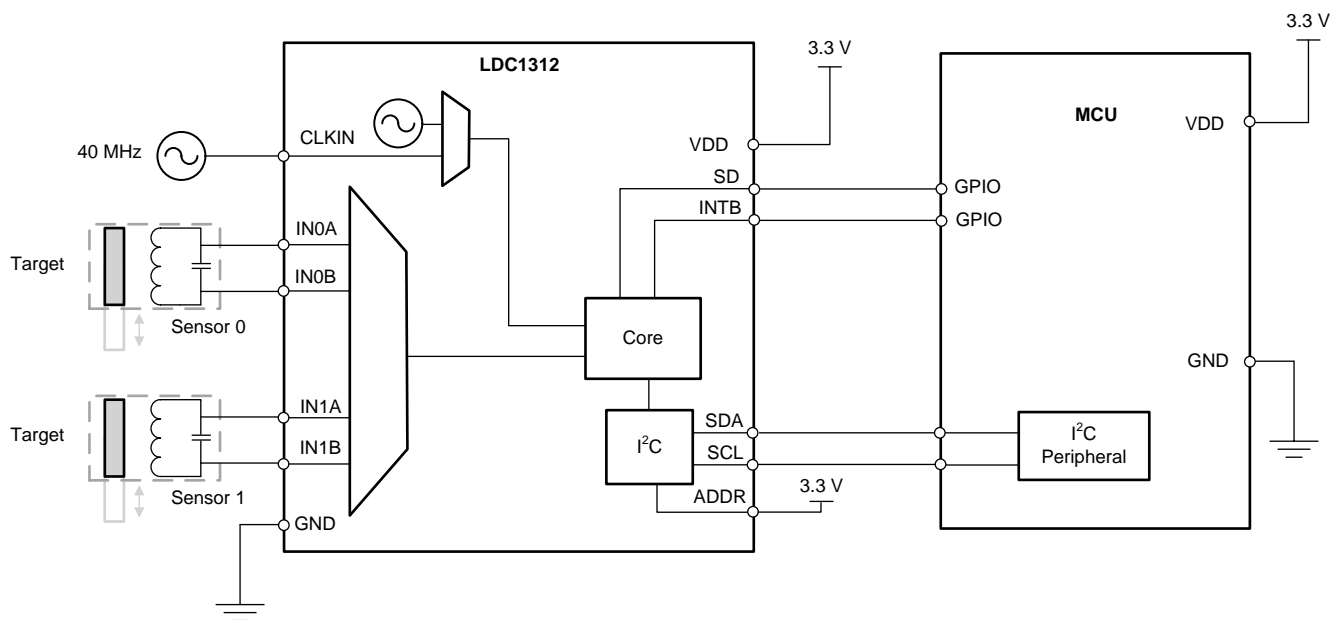 3.3 V
LDC1312
3.3 V
MCU
CLKIN
VDD
40 MHz
VDD
SD
GPIO
INTB
GPIO
IN0A
Target
IN0B
Sensor 0
Core
GND
IN1A
SDA
Target
IN1B
I²C
SCL
I²C
Peripheral
Sensor 1
ADDR
3.3 V
GND